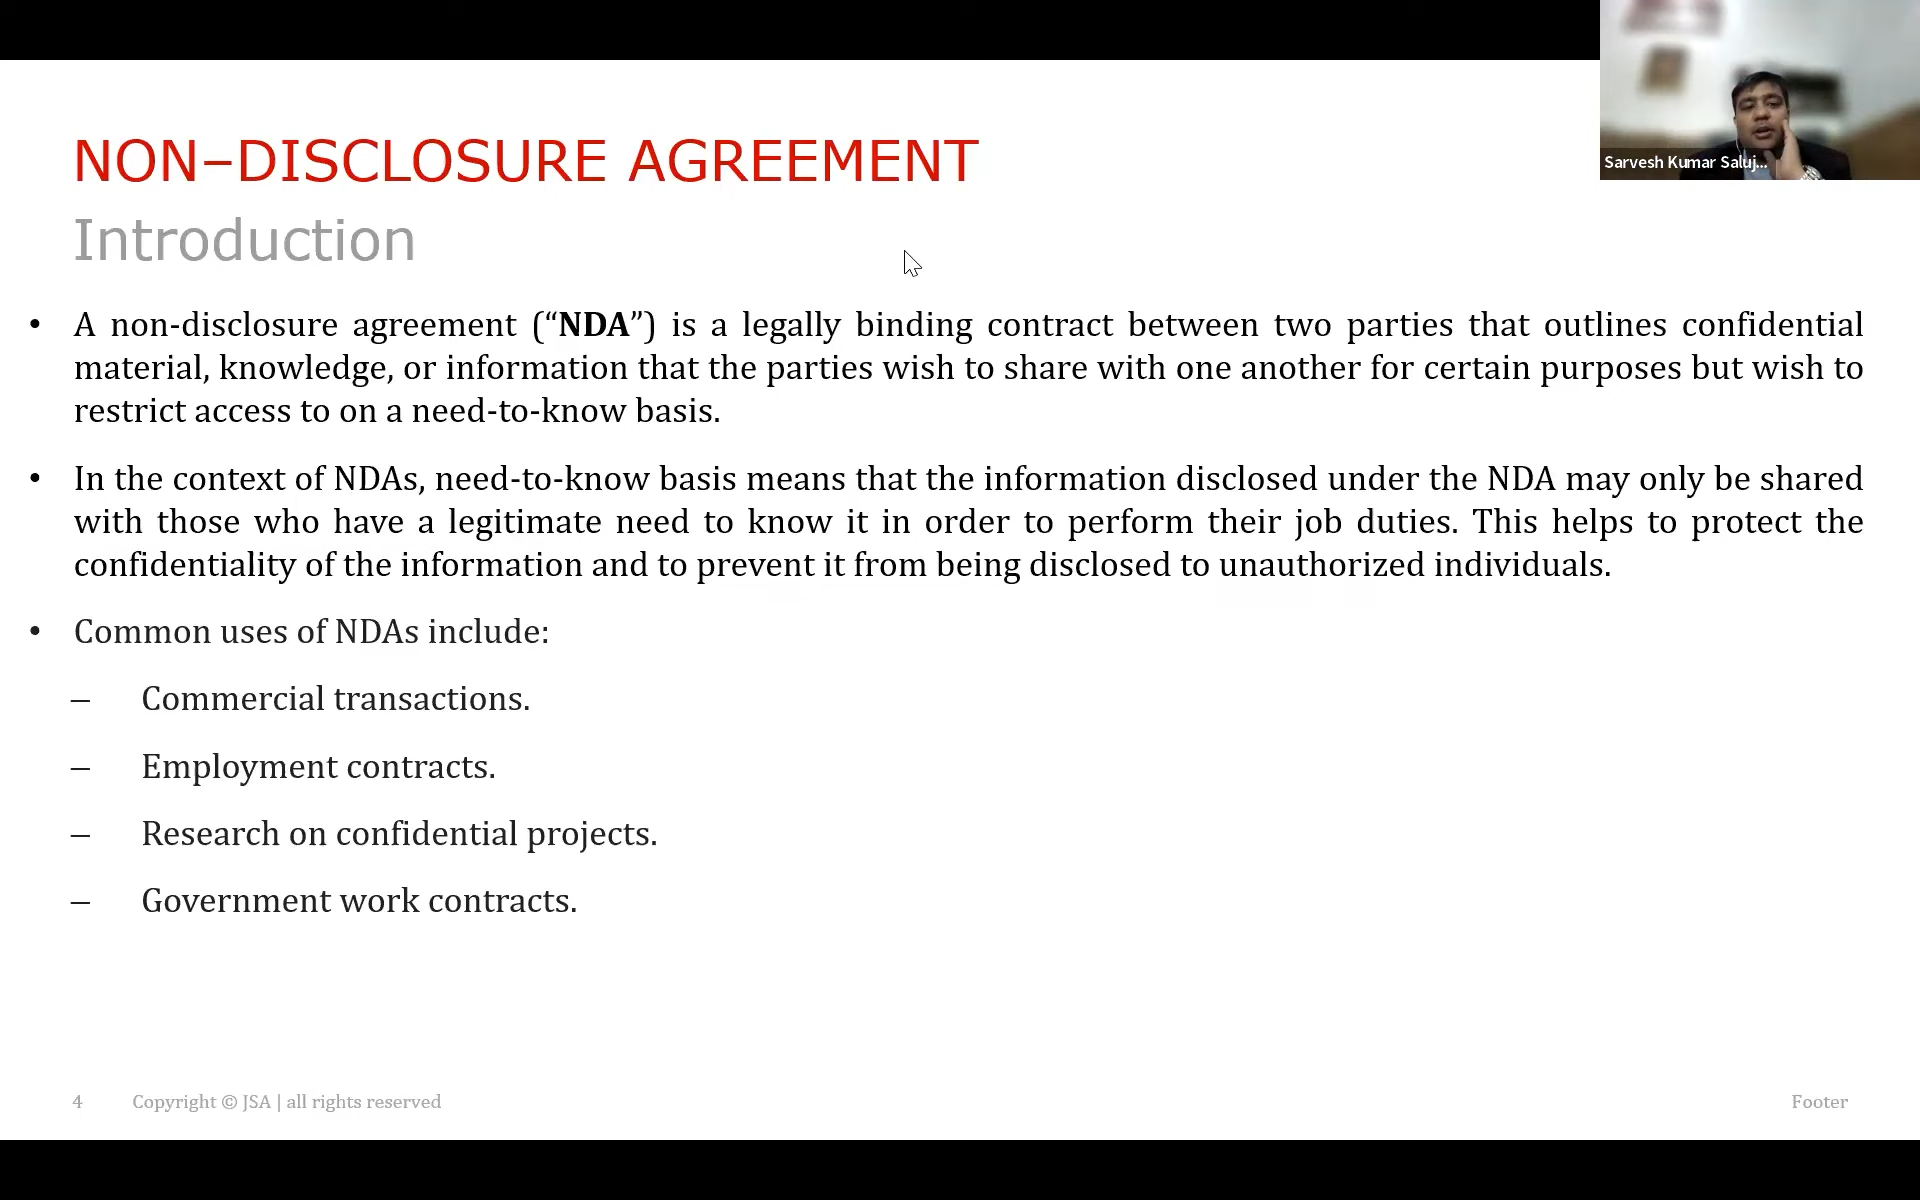 Sarvesh Kumar Saluj...
NON–DISCLOSURE AGREEMENT
Introduction
• A non-disclosure agreement (“NDA”) is a legally binding contract between two parties that outlines confidential
material, knowledge, or information that the parties wish to share with one another for certain purposes but wish to
restrict access to on a need-to-know basis.
• In the context of NDAs, need-to-know basis means that the information disclosed under the NDA may only be shared
with those who have a legitimate need to know it in order to perform their job duties. This helps to protect the
confidentiality of the information and to prevent it from being disclosed to unauthorized individuals.
• Common uses of NDAs include:
– Commercial transactions.
– Employment contracts.
– Research on confidential projects.
– Government work contracts.
4 Copyright © JSA | all rights reserved Footer